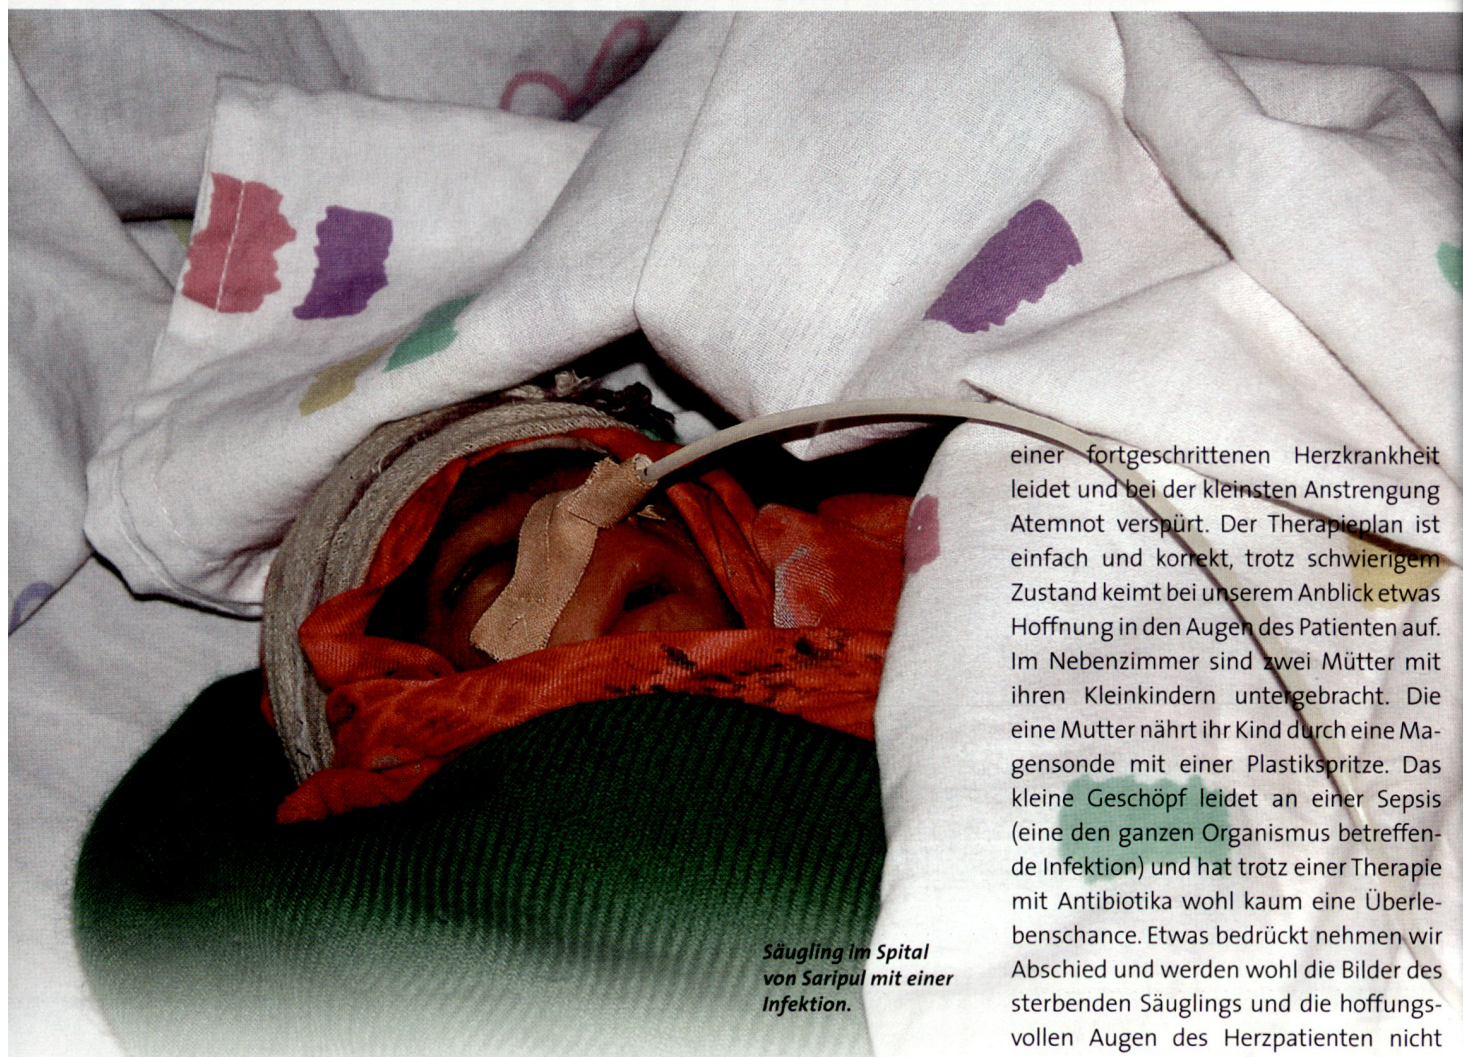 einer fortgeschrittenen Herzkrankheit
leidet und bei der kleinsten Anstrengung
Atemnot verspürt. Der Therapieplan ist
einfach und korrekt, trotz schwierigem
Zustand keimt bei unserem Anblick etwas
Hoffnung in den Augen des Patienten auf.
Im Nebenzimmer sind zwei Mütter mit
ihren Kleinkindern untergebracht. Die
eine Mutter nährt ihr Kind durch eine Ma-
gensonde mit einer Plastikspritze. Das
kleine Geschöpf leidet an einer Sepsis
(eine den ganzen Organismus betreffen-
de Infektion) und hat trotz einer Therapie
mit Antibiotika wohl kaum eine Überle-
benschance. Etwas bedrückt nehmen wir
Abschied und werden wohl die Bilder des
sterbenden Säuglings und die hoffungs-
vollen Augen des Herzpatienten nicht
Säugling im Spital
von Saripul mit einer
Infektion.